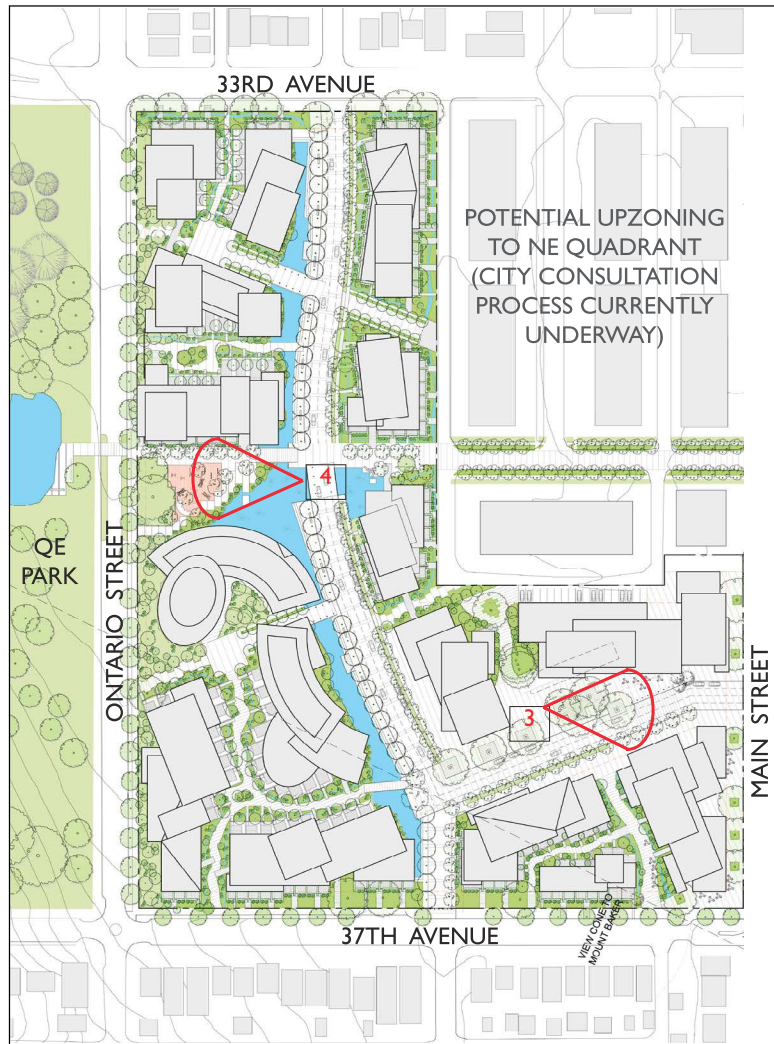 33RD AVENUE
POTENTIAL UPZONING
TO NE QUADRANT
(CITY CONSULTATION
PROCESS CURRENTLY
UNDERWAY)
4
QE
PARK
ONTARIO STREET
3
MAIN STREET
VIEW CONE TO
MOUNT BAKER
37TH AVENUE